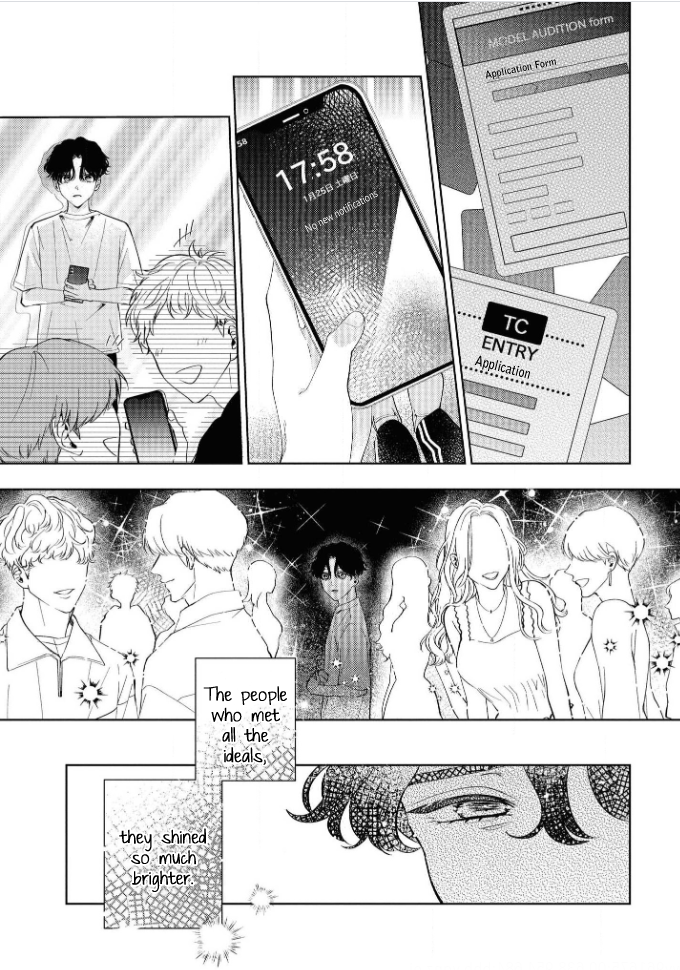 MODEL AUDITION form
Application Form
TC
ENTRY
Application
58
17:58
1月25日 土曜日
No new notifications
The people
who met
all the
ideals,
they shined
so much
brighter.